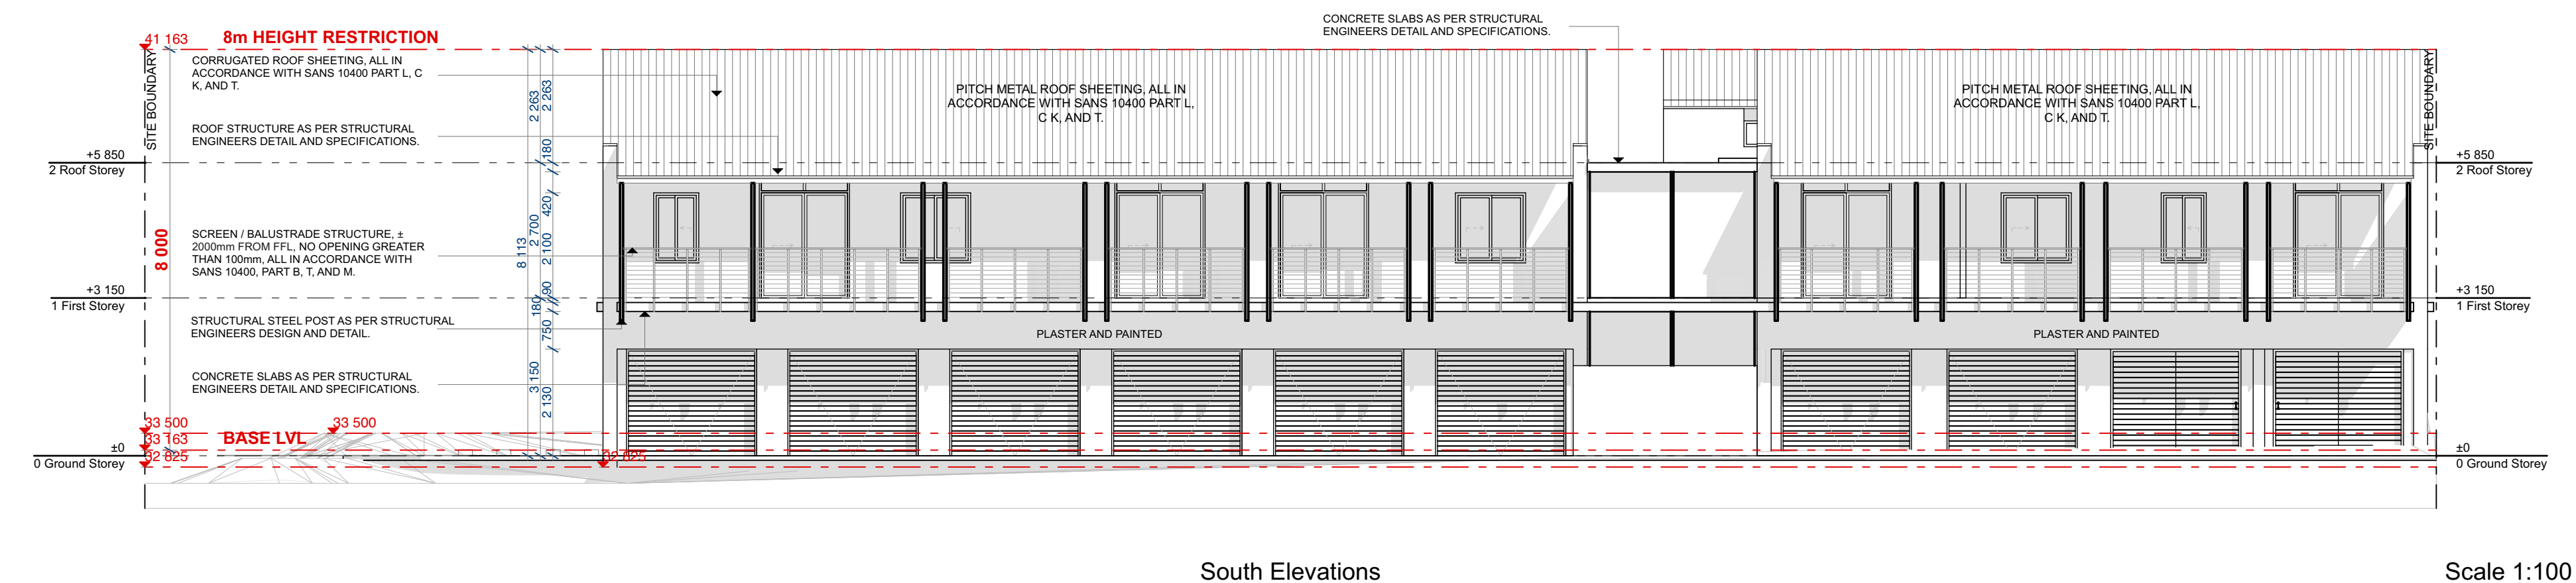 CONCRETE SLABS AS PER STRUCTURAL
ENGINEERS DETAIL AND SPECIFICATIONS.
41 163
8m HEIGHT RESTRICTION
SITE BOUNDARY
CORRUGATED ROOF SHEETING, ALL IN
ACCORDANCE WITH SANS 10400 PART L, C
K, AND T.
PITCH METAL ROOF SHEETING, ALL IN
ACCORDANCE WITH SANS 10400 PART L,
C K, AND T.
PITCH METAL ROOF SHEETING, ALL IN
ACCORDANCE WITH SANS 10400 PART L,
C K, AND T.
SITE BOUNDARY
2 263
2 263
ROOF STRUCTURE AS PER STRUCTURAL
ENGINEERS DETAIL AND SPECIFICATIONS.
180
+5 850
2 Roof Storey
+5 850
2 Roof Storey
420
8 000
SCREEN / BALUSTRADE STRUCTURE, ±
2000mm FROM FFL, NO OPENING GREATER
THAN 100mm, ALL IN ACCORDANCE WITH
SANS 10400, PART B, T, AND M.
8 113
2 700
2 100
+3 150
1 First Storey
90
180
+3 150
1 First Storey
STRUCTURAL STEEL POST AS PER STRUCTURAL
ENGINEERS DESIGN AND DETAIL.
750
PLASTER AND PAINTED
PLASTER AND PAINTED
CONCRETE SLABS AS PER STRUCTURAL
ENGINEERS DETAIL AND SPECIFICATIONS.
3 150
2 130
33 500
33 500
33 163
BASE LVL
±0
0 Ground Storey
32 825
32 825
±0
0 Ground Storey
South Elevations
Scale 1:100